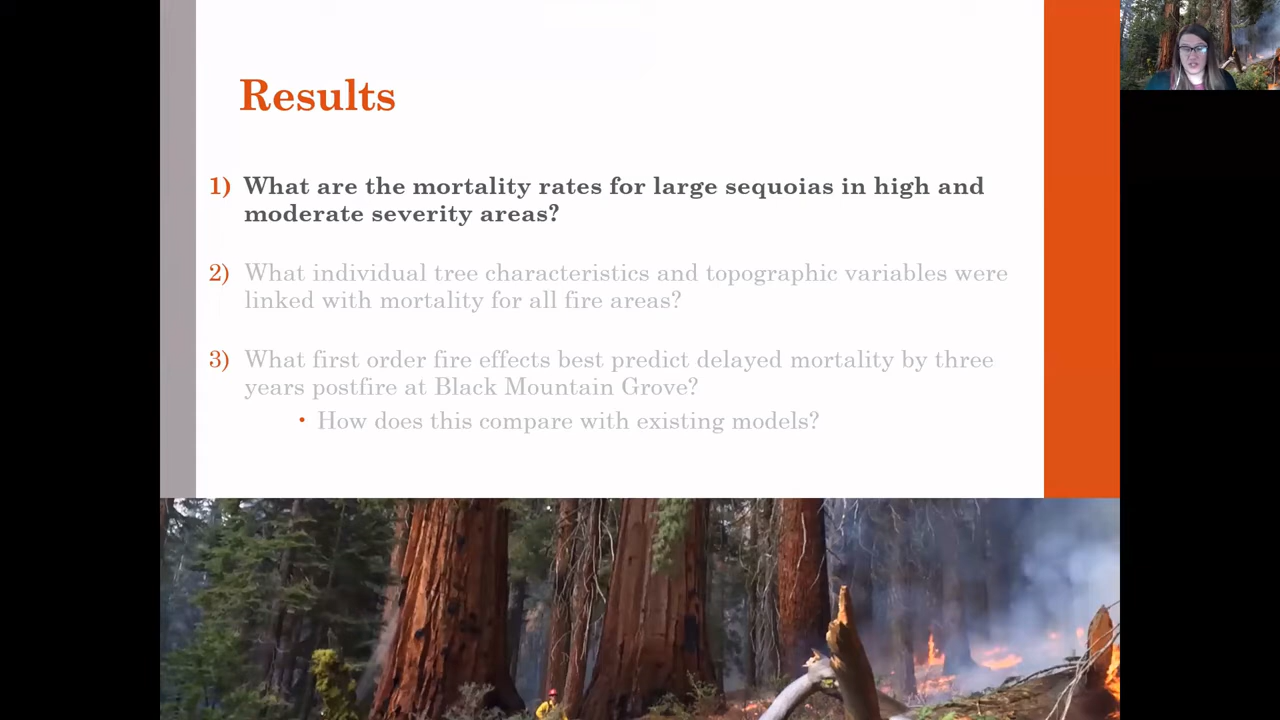 Results
1) What are the mortality rates for large sequoias in high and
moderate severity areas?
2) What individual tree characteristics and topographic variables were
linked with mortality for all fire areas?
3) What first order fire effects best predict delayed mortality by three
years postfire at Black Mountain Grove?
• How does this compare with existing models?